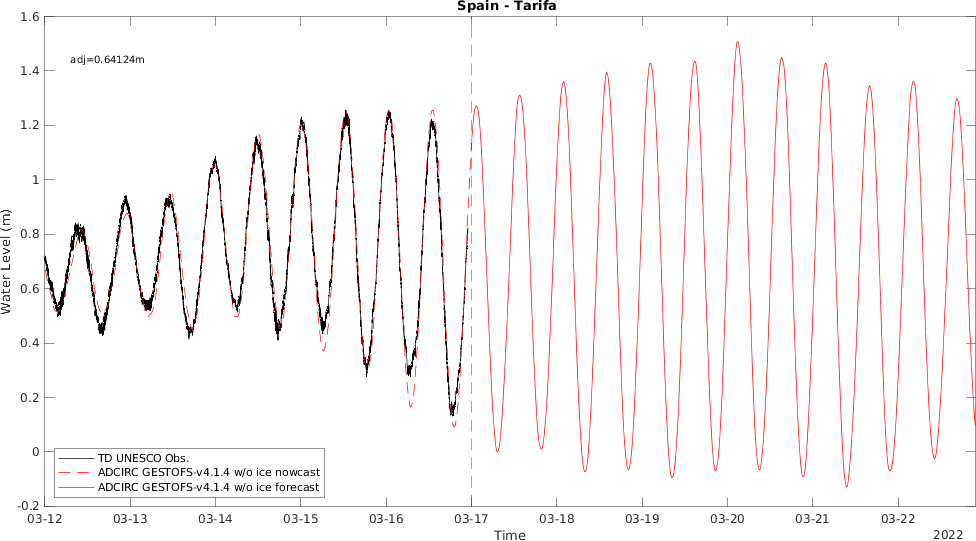 Spain - Tarifa
adj=0.64124m
1.6
1.4
1.2
1
0.8
0.6
0.4
0.2
0
-0.2
Water Level (m)
TD UNESCO Obs.
ADCIRC GESTOFS-v4.1.4 w/o ice nowcast
ADCIRC GESTOFS-v4.1.4 w/o ice forecast
03-12 03-13 03-14 03-15 03-16 03-17 03-18 03-19 03-20 03-21 03-22
Time
2022